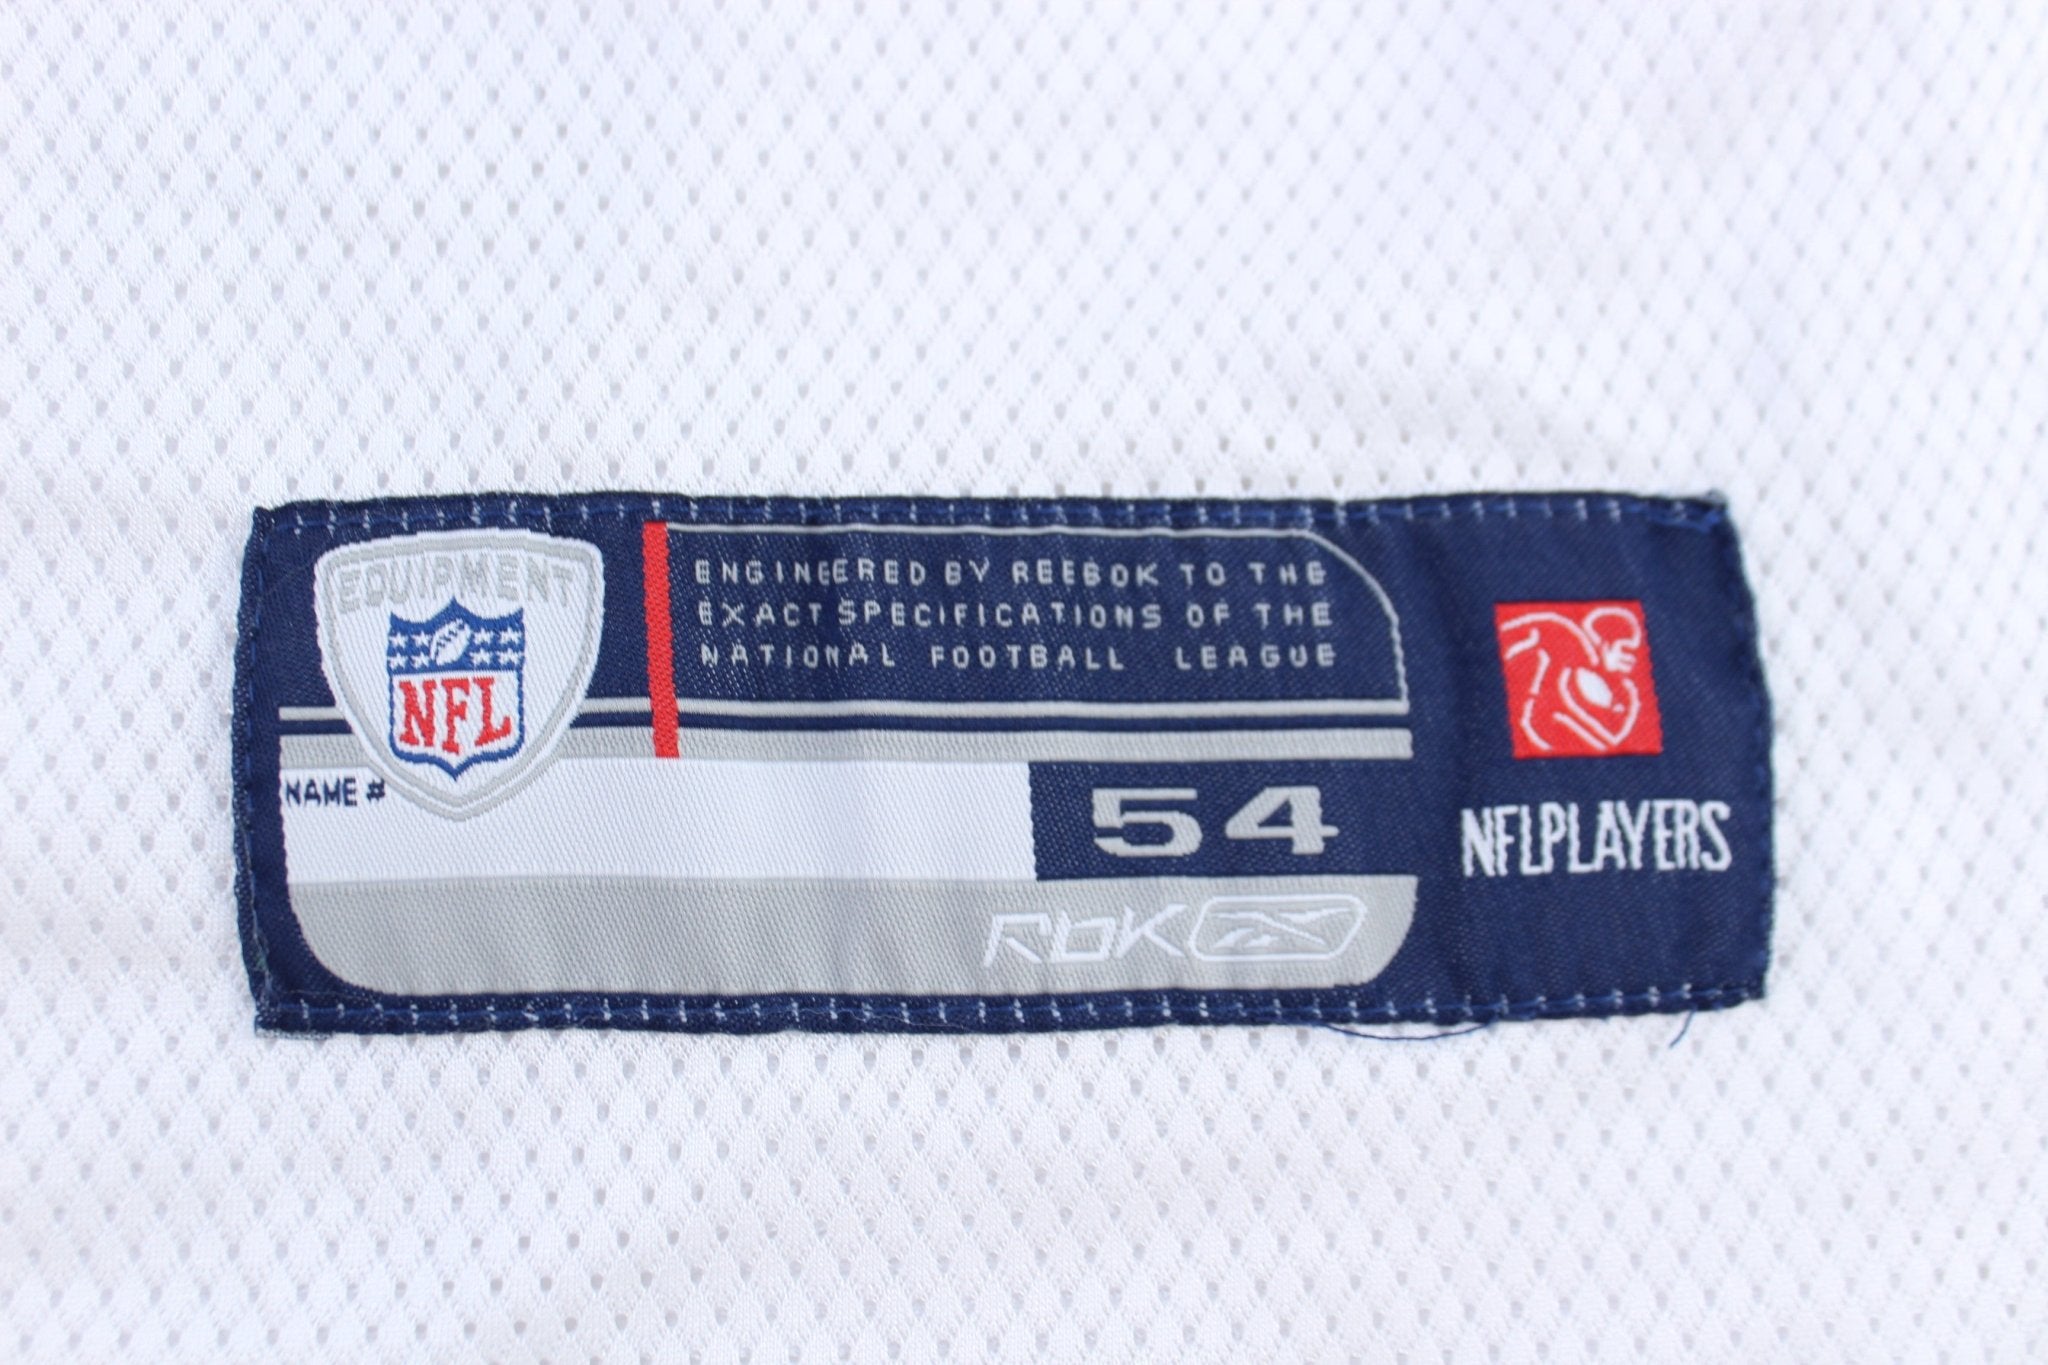 EQUIPMENT
NFL
ENGINEERED BY REEBOK TO THE
EXACT SPECIFICATIONS OF THE
NATIONAL FOOTBALL LEAGUE
NAME #
54
RbK
NFLPLAYERS